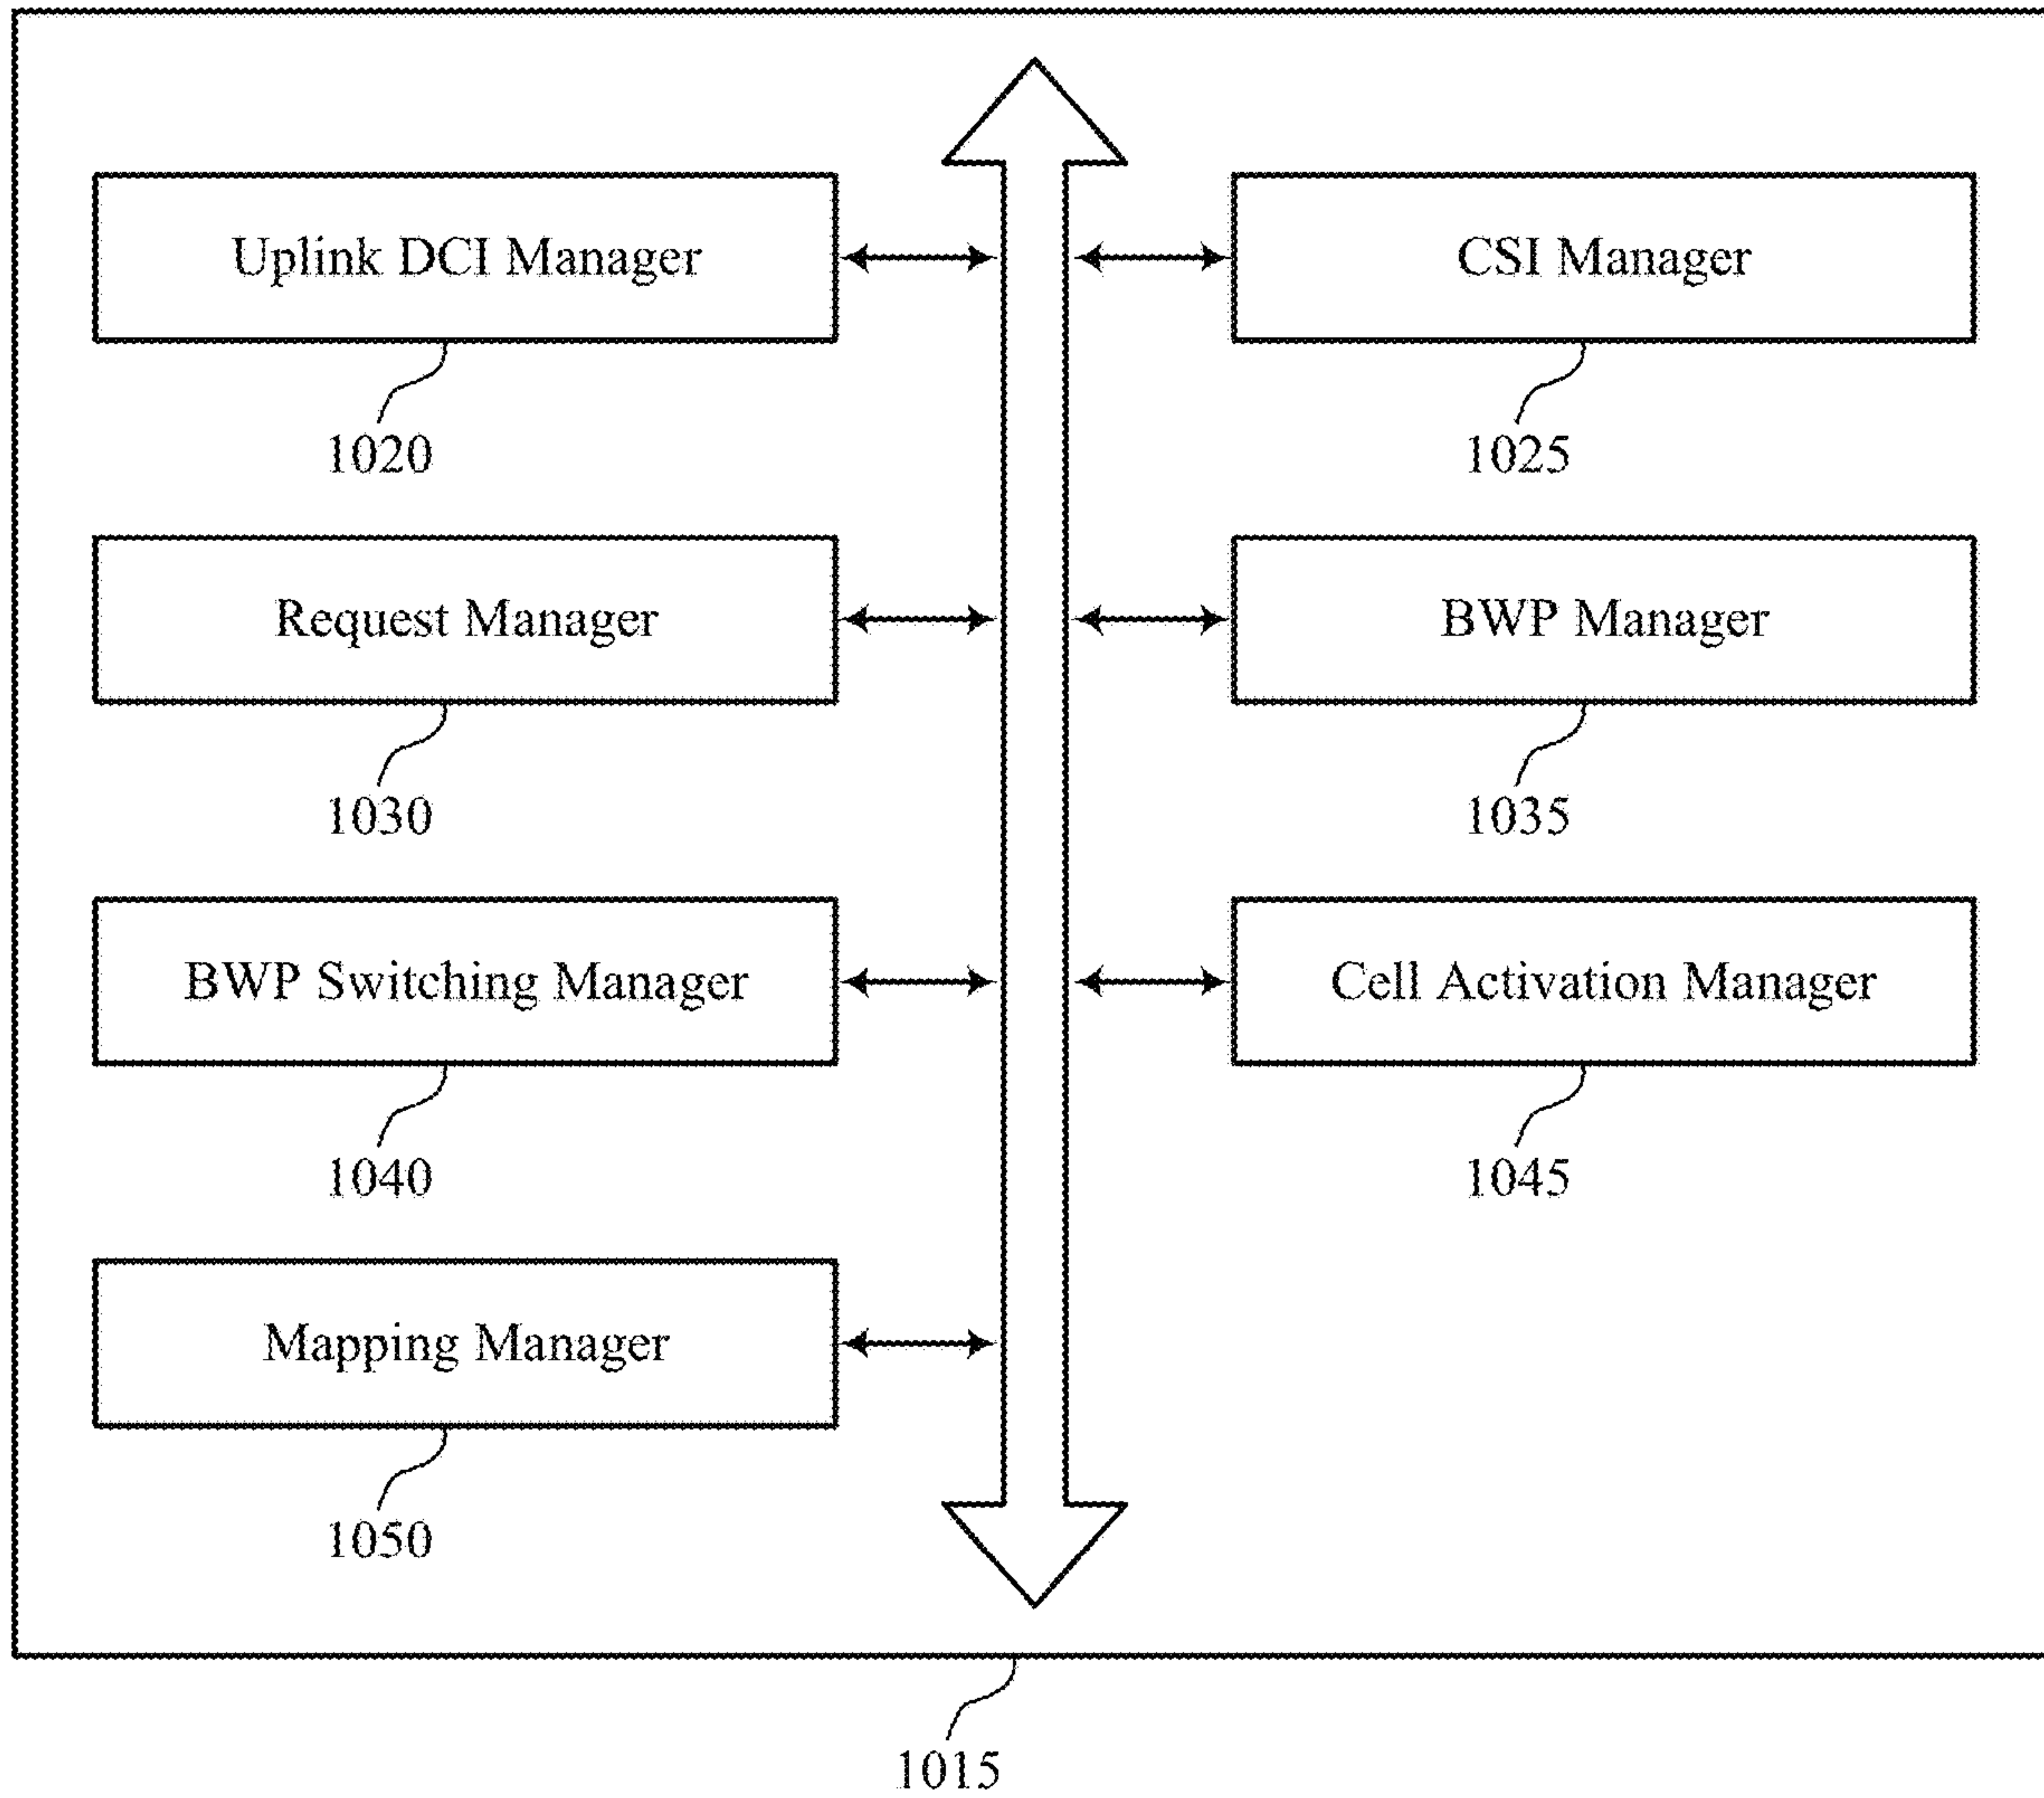 Uplink DCI Manager
CSI Manager
1020
1025
Request Manager
BWP Manager
1030
1035
BWP Switching Manager
Cell Activation Manager
1040
1045
Mapping Manager
1050
1015